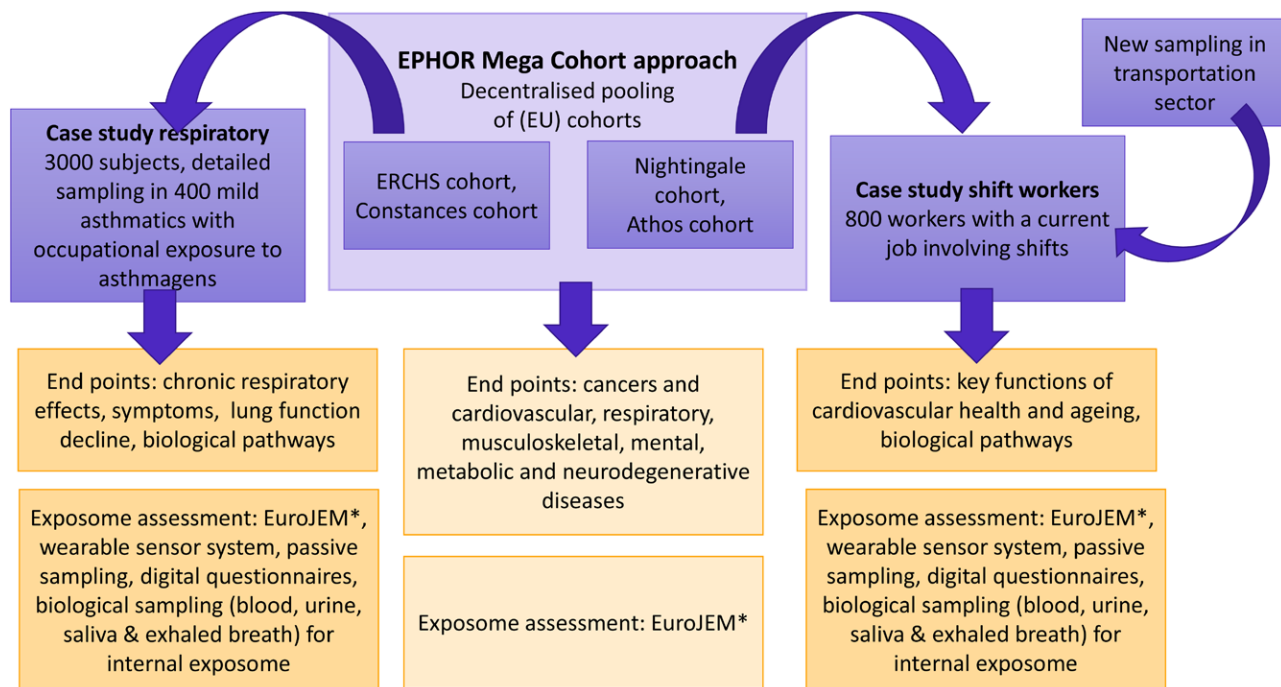 EPHOR Mega Cohort approach
Decentralised pooling
of (EU) cohorts
ERCHS cohort,
Constances cohort
Nightingale
cohort,
Athos cohort
New sampling in
transportation
sector
Case study respiratory
3000 subjects, detailed
sampling in 400 mild
asthmatics with
occupational exposure to
asthmagens
Case study shift workers
800 workers with a current
job involving shifts
End points: chronic respiratory
effects, symptoms, lung function
decline, biological pathways
End points: cancers and
cardiovascular, respiratory,
musculoskeletal, mental,
metabolic and neurodegenerative
diseases
End points: key functions of
cardiovascular health and ageing,
biological pathways
Exposome assessment: EuroJEM*,
wearable sensor system, passive
sampling, digital questionnaires,
biological sampling (blood, urine,
saliva & exhaled breath) for
internal exposome
Exposome assessment: EuroJEM*
Exposome assessment: EuroJEM*,
wearable sensor system, passive
sampling, digital questionnaires,
biological sampling (blood, urine,
saliva & exhaled breath) for
internal exposome